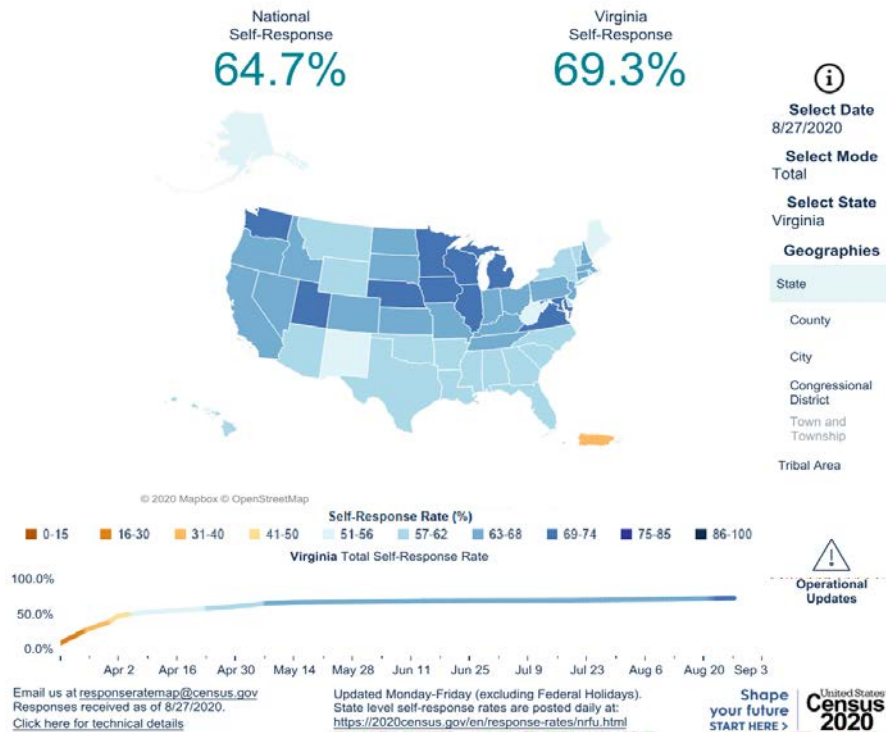 National
Self-Response
64.7%
Virginia
Self-Response
69.3%
Select Date
8/27/2020
Select Mode
Total
Select State
Virginia
Geographies
State
County
City
Congressional
District
Town and
Township
Tribal Area
© 2020 Mapbox © OpenStreetMap
Self-Response Rate (%)
0-15 16-30 31-40 41-50 51-56 57-62 63-68 69-74 75-85 86-100
Virginia Total Self-Response Rate
100.0%
50.0%
0.0%
Apr 2 Apr 16 Apr 30 May 14 May 28 Jun 11 Jun 25 Jul 9 Jul 23 Aug 6 Aug 20 Sep 3
Operational
Updates
Email us at responseratemap@census.gov
Responses received as of 8/27/2020.
Click here for technical details
Updated Monday-Friday (excluding Federal Holidays).
State level self-response rates are posted daily at:
https://2020census.gov/en/response-rates/nrfu.html
Shape
your future
START HERE >
United States
Census
2020